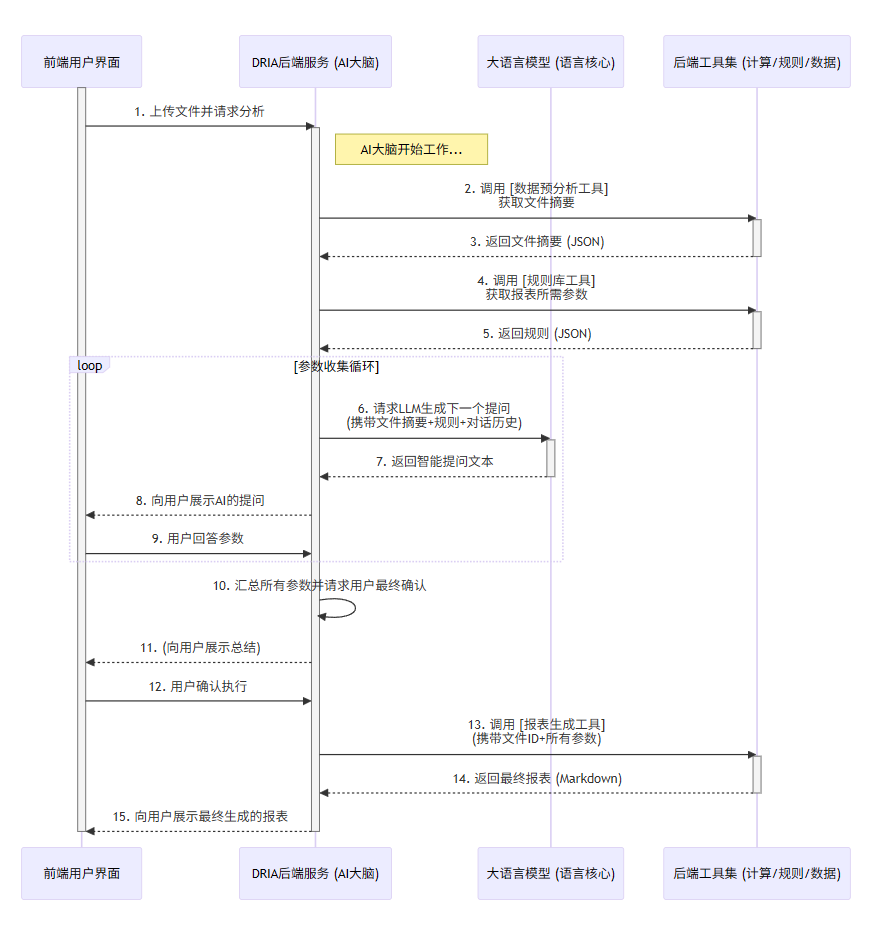 前端用户界面
DRIA后端服务 (AI大脑)
大语言模型 (语言核心)
后端工具集 (计算/规则/数据)
1. 上传文件并请求分析
AI大脑开始工作...
2. 调用 [数据预分析工具]
获取文件摘要
3. 返回文件摘要 (JSON)
4. 调用 [规则库工具]
获取报表所需参数
5. 返回规则 (JSON)
loop
[参数收集循环]
6. 请求LLM生成下一个提问
(携带文件摘要+规则+对话历史)
7. 返回智能提问文本
8. 向用户展示AI的提问
9. 用户回答参数
10. 汇总所有参数并请求用户最终确认
11. (向用户展示总结)
12. 用户确认执行
13. 调用 [报表生成工具]
(携带文件ID+所有参数)
14. 返回最终报表 (Markdown)
15. 向用户展示最终生成的报表
前端用户界面
DRIA后端服务 (AI大脑)
大语言模型 (语言核心)
后端工具集 (计算/规则/数据)